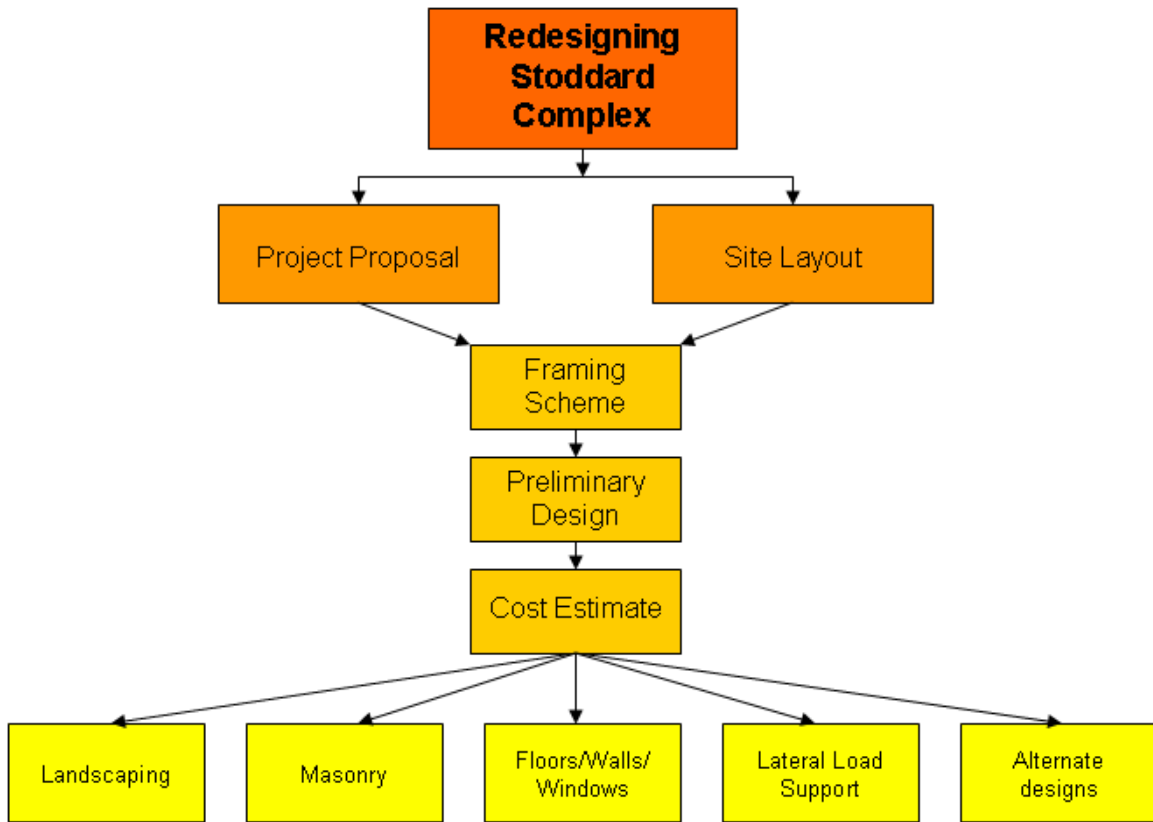 Redesigning
Stoddard
Complex
Project Proposal
Site Layout
Framing
Scheme
Preliminary
Design
Cost Estimate
Landscaping
Masonry
Floors/Walls/
Windows
Lateral Load
Support
Alternate
designs